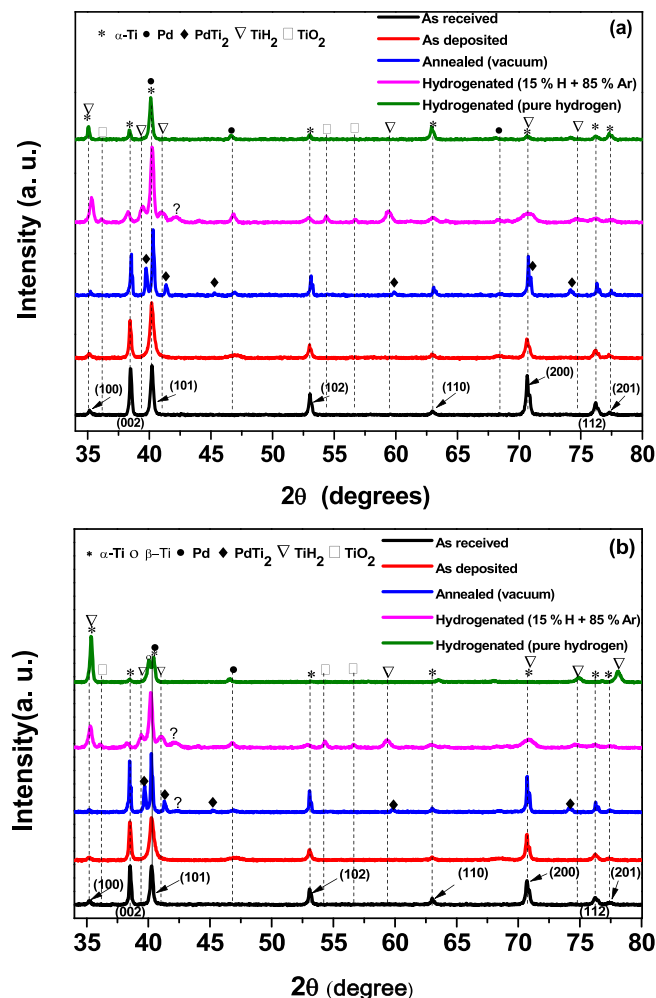 (a)
As received
As deposited
Annealed (vacuum)
Hydrogenated (15 % H + 85 % Ar)
Hydrogenated (pure hydrogen)
* α-Ti ● Pd ◆ PdTi2 ▽ TiH2 □ TiO2
?
(100)
(002)
(101)
(102)
(110)
(200)
(112)
(201)
35 40 45 50 55 60 65 70 75 80
2θ (degrees)
Intensity (a. u.)
(b)
As received
As deposited
Annealed (vacuum)
Hydrogenated (15 % H + 85 % Ar)
Hydrogenated (pure hydrogen)
* α-Ti o β–Ti ● Pd ◆ PdTi2 ▽ TiH2 □ TiO2
?
?
(100)
(002)
(101)
(102)
(110)
(200)
(112)
(201)
35 40 45 50 55 60 65 70 75 80
2θ (degree)
Intensity(a. u.)